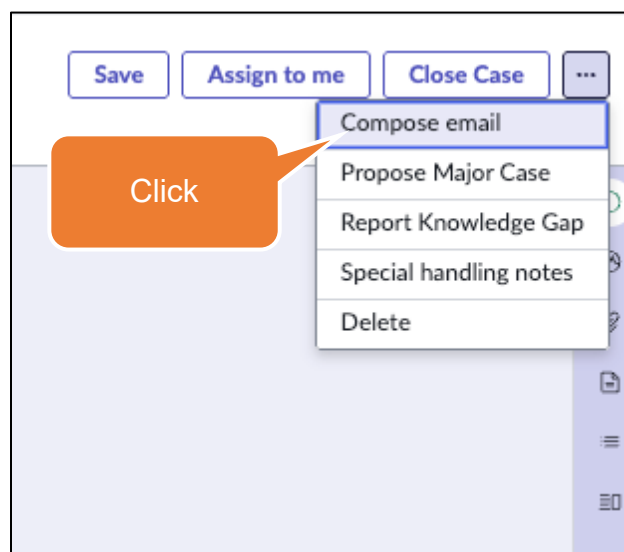 Save Assign to me Close Case ...
Compose email
Click
Propose Major Case
Report Knowledge Gap
Special handling notes
Delete